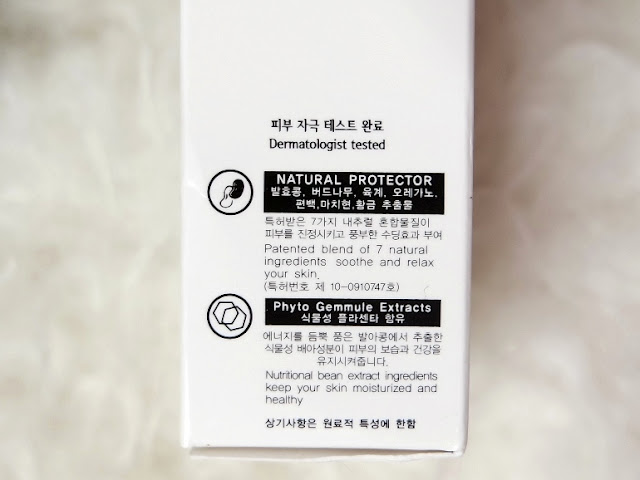 피부 자극 테스트 완료
Dermatologist tested
NATURAL PROTECTOR
발효콩, 버드나무, 육계, 오레가노,
편백,마치현,황금 추출물
특허받은 7가지 내추럴 혼합물질이
피부를 진정시키고 풍부한 수딩효과 부여
Patented blend of 7 natural
ingredients soothe and relax
your skin.
(특허번호 제 10-0910747호)
Phyto Gemmule Extracts
식물성 플라센타 함유
에너지를 듬뿍 품은 발아콩에서 추출한
식물성 배아성분이 피부의 보습과 건강을
유지시켜줍니다.
Nutritional bean extract ingredients
keep your skin moisturized and
healthy
상기사항은 원료적 특성에 한함